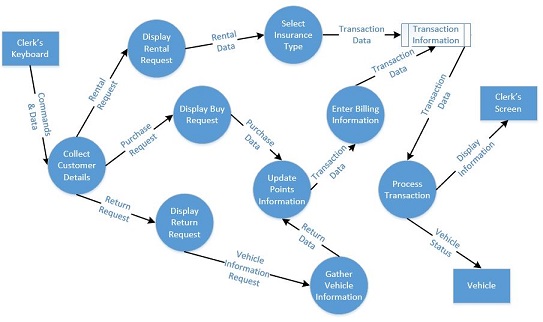 Clerk's
Keyboard
Commands
& Data
Collect
Customer
Details
Rental
Request
Display
Rental
Request
Rental
Data
Select
Insurance
Type
Transaction
Data
Transaction
Information
Purchase
Request
Display Buy
Request
Purchase
Data
Return
Request
Display
Return
Request
Vehicle
Information
Request
Gather
Vehicle
Information
Return
Data
Update
Points
Information
Transaction
Data
Enter Billing
Information
Transaction
Data
Transaction
Data
Process
Transaction
Display
Information
Clerk's
Screen
Vehicle
Status
Vehicle